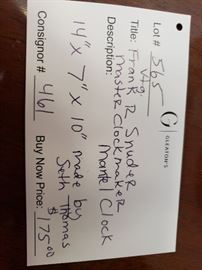 G | GLEATON'S
Lot # 565
Vtg.
Title: Frank R Snyder
Master Clockmaker
Mantel Clock
Description:
14" x 7" x 10" made by
Seth Thomas
Consignor # 461 Buy Now Price: $175.00